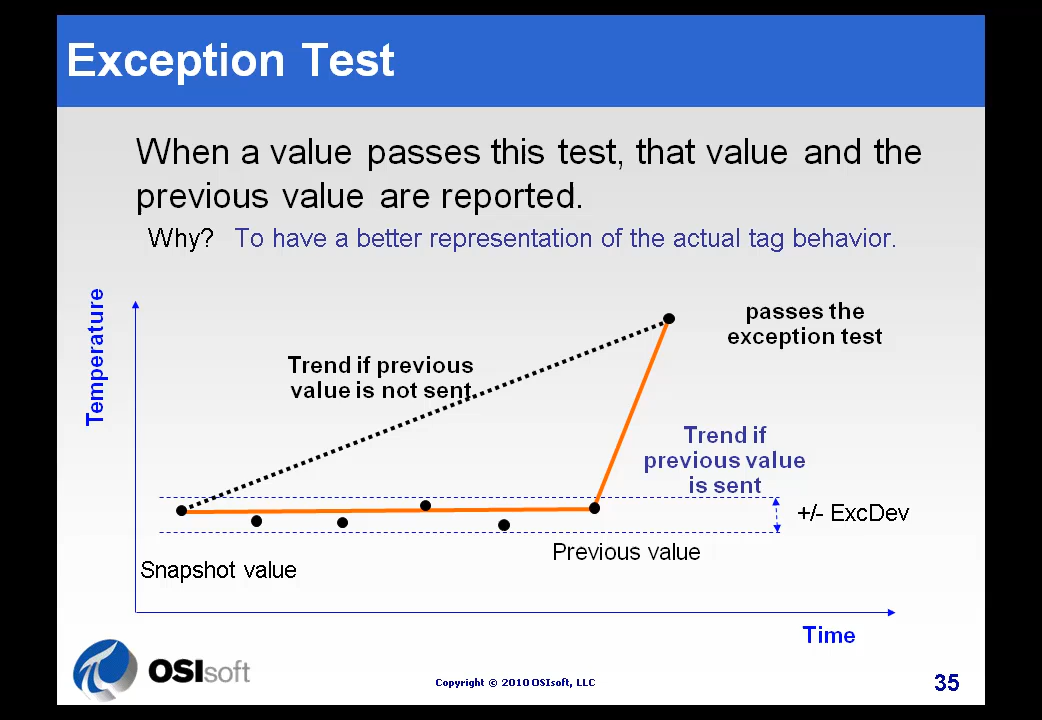 Exception Test
When a value passes this test, that value and the
previous value are reported.
Why? To have a better representation of the actual tag behavior.
Temperature
passes the
exception test
Trend if previous
value is not sent
Trend if
previous value
is sent
+/- ExcDev
Previous value
Snapshot value
Time
OSIsoft
Copyright © 2010 OSIsoft, LLC
35